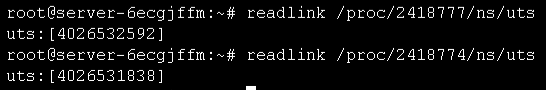 root@server-6ecgjffm:~# readlink /proc/2418777/ns/uts
uts:[4026532592]
root@server-6ecgjffm:~# readlink /proc/2418774/ns/uts
uts:[4026531838]